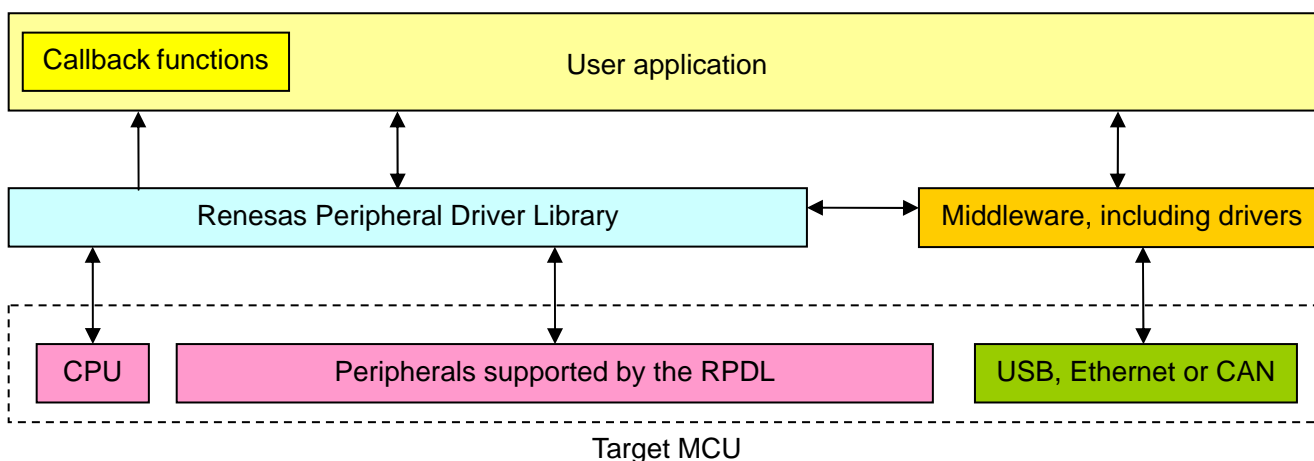 Callback functions
User application
Renesas Peripheral Driver Library
Middleware, including drivers
CPU
Peripherals supported by the RPDL
USB, Ethernet or CAN
Target MCU